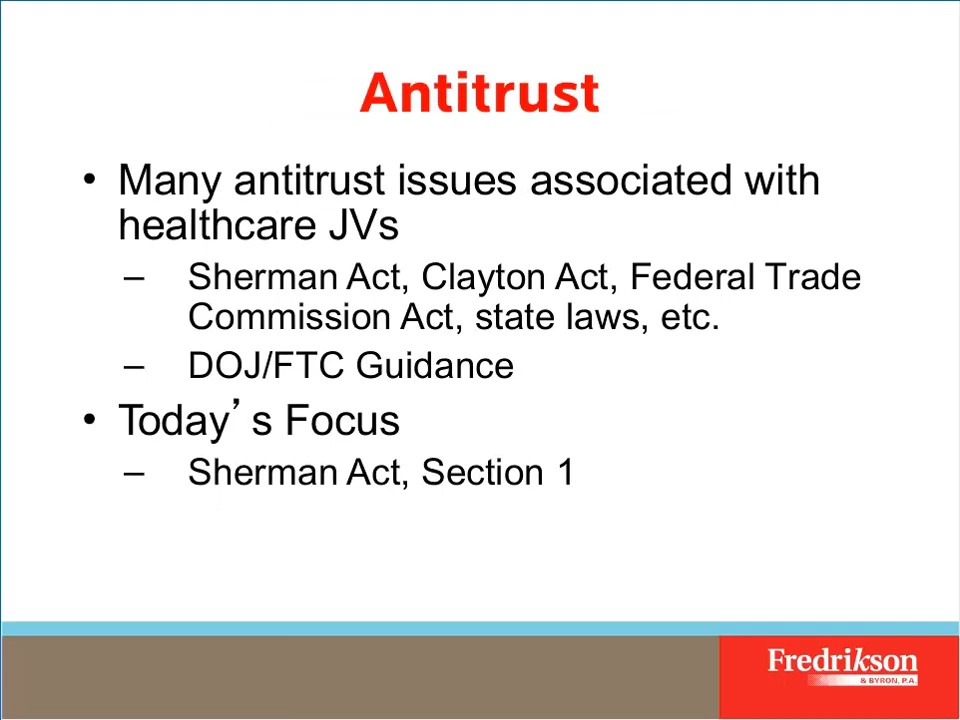 Antitrust
• Many antitrust issues associated with
healthcare JVs
– Sherman Act, Clayton Act, Federal Trade
Commission Act, state laws, etc.
– DOJ/FTC Guidance
• Today’s Focus
– Sherman Act, Section 1
Fredrikson
& BYRON, P.A.